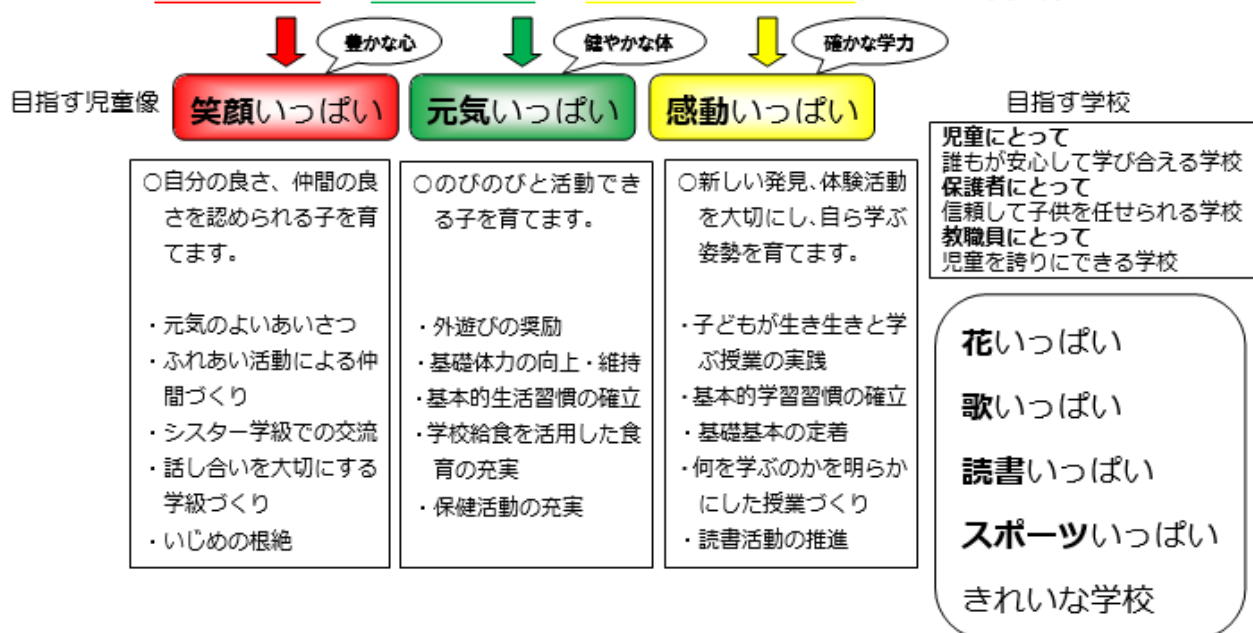 豊かな心
健やかな体
確かな学力
目指す児童像
笑顔いっぱい
元気いっぱい
感動いっぱい
○自分の良さ、仲間の良
さを認められる子を育
てます。
・元気のよいあいさつ
・ふれあい活動による仲
間づくり
・シスター学級での交流
・話し合いを大切にする
学級づくり
・いじめの根絶
○のびのびと活動でき
る子を育てます。
・外遊びの奨励
・基礎体力の向上・維持
・基本的生活習慣の確立
・学校給食を活用した食
育の充実
・保健活動の充実
○新しい発見、体験活動
を大切にし、自ら学ぶ
姿勢を育てます。
・子どもが生き生きと学
ぶ授業の実践
・基本的学習習慣の確立
・基礎基本の定着
・何を学ぶのかを明らか
にした授業づくり
・読書活動の推進
目指す学校
児童にとって
誰もが安心して学び合える学校
保護者にとって
信頼して子供を任せられる学校
教職員にとって
児童を誇りにできる学校
花いっぱい
歌いっぱい
読書いっぱい
スポーツいっぱい
きれいな学校